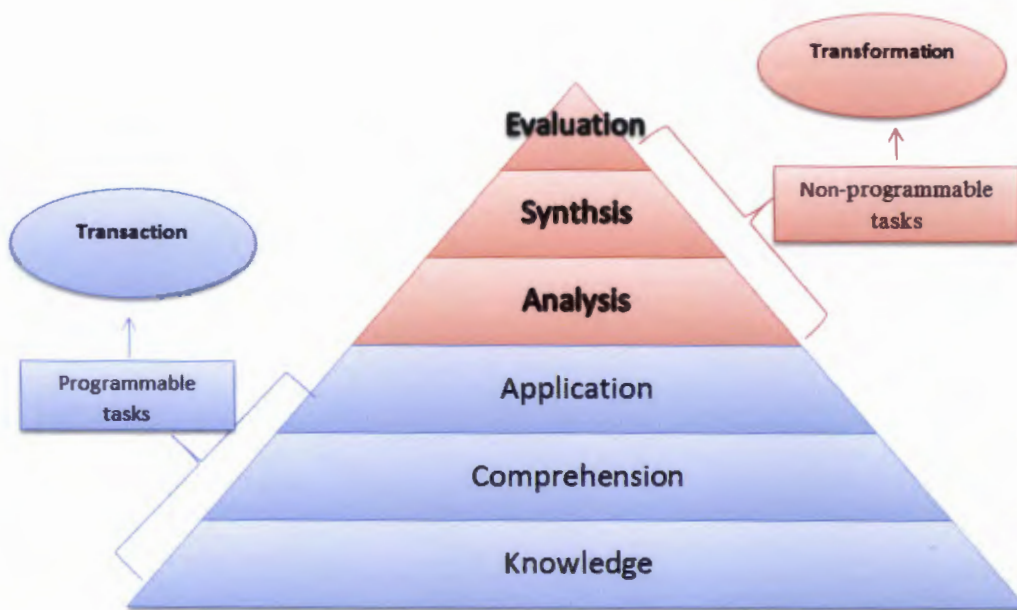 Transformation
Evaluation
Non-programmable
tasks
Synthsis
Transaction
Analysis
Programmable
tasks
Application
Comprehension
Knowledge